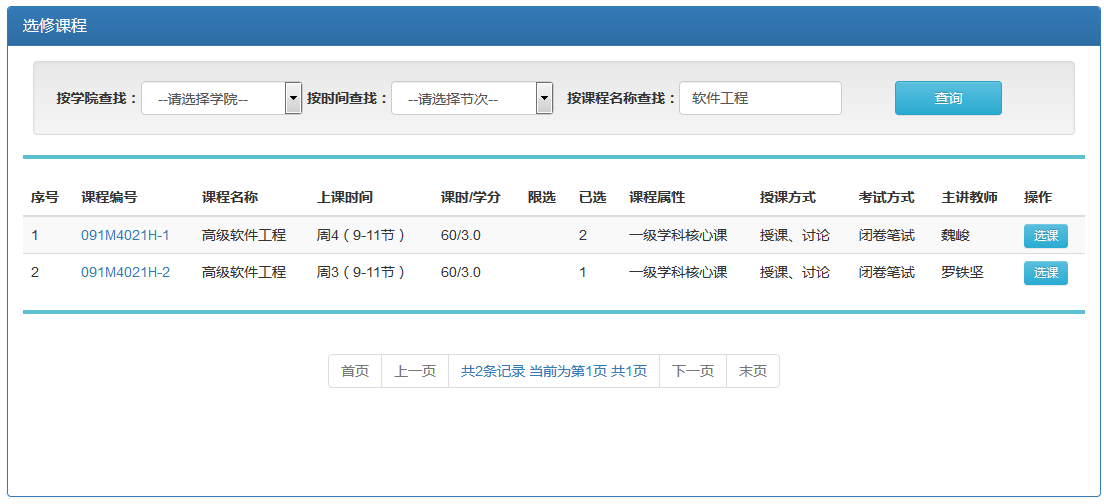 选修课程
按学院查找： --请选择学院-- 按时间查找： --请选择节次-- 按课程名称查找： 软件工程 查询
序号 课程编号 课程名称 上课时间 课时/学分 限选 已选 课程属性 授课方式 考试方式 主讲教师 操作
1 091M4021H-1 高级软件工程 周4（9-11节） 60/3.0 2 一级学科核心课 授课、讨论 闭卷笔试 魏峻 选课
2 091M4021H-2 高级软件工程 周3（9-11节） 60/3.0 1 一级学科核心课 授课、讨论 闭卷笔试 罗铁坚 选课
首页 上一页 共2条记录 当前为第1页 共1页 下一页 末页